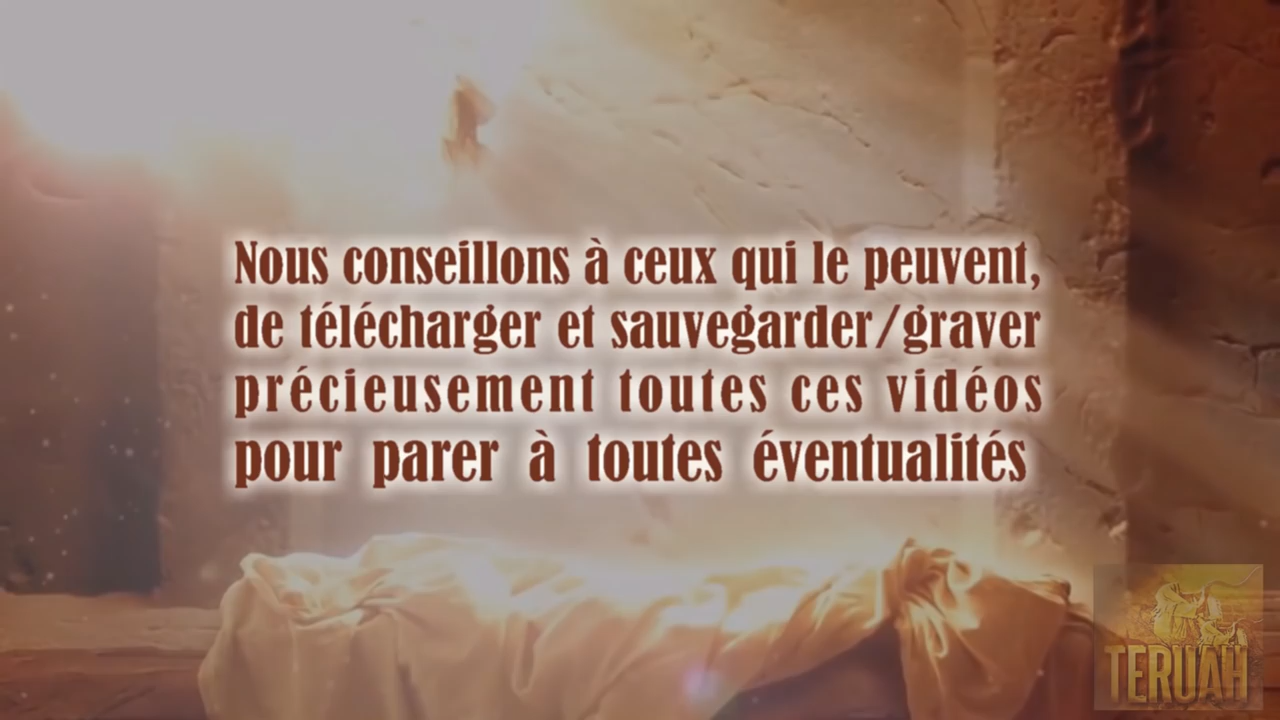 Nous conseillons à ceux qui le peuvent,
de télécharger et sauvegarder/graver
précieusement toutes ces vidéos
pour parer à toutes éventualités
TERUAH